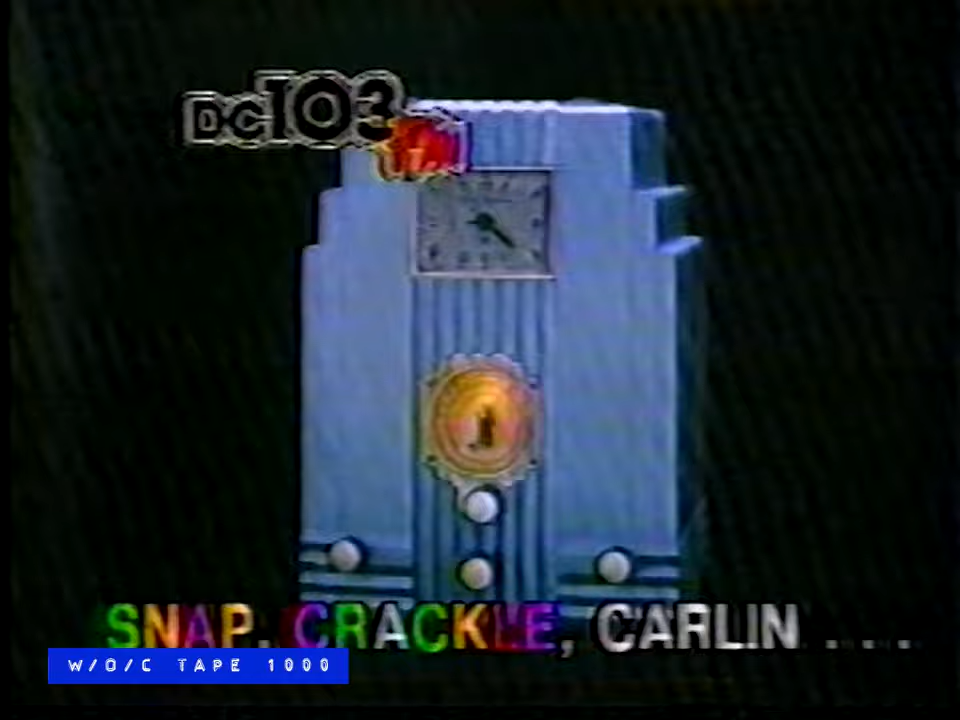 DC103
SNAP, CRACKLE, CARLIN ....
W/O/C TAPE 1000